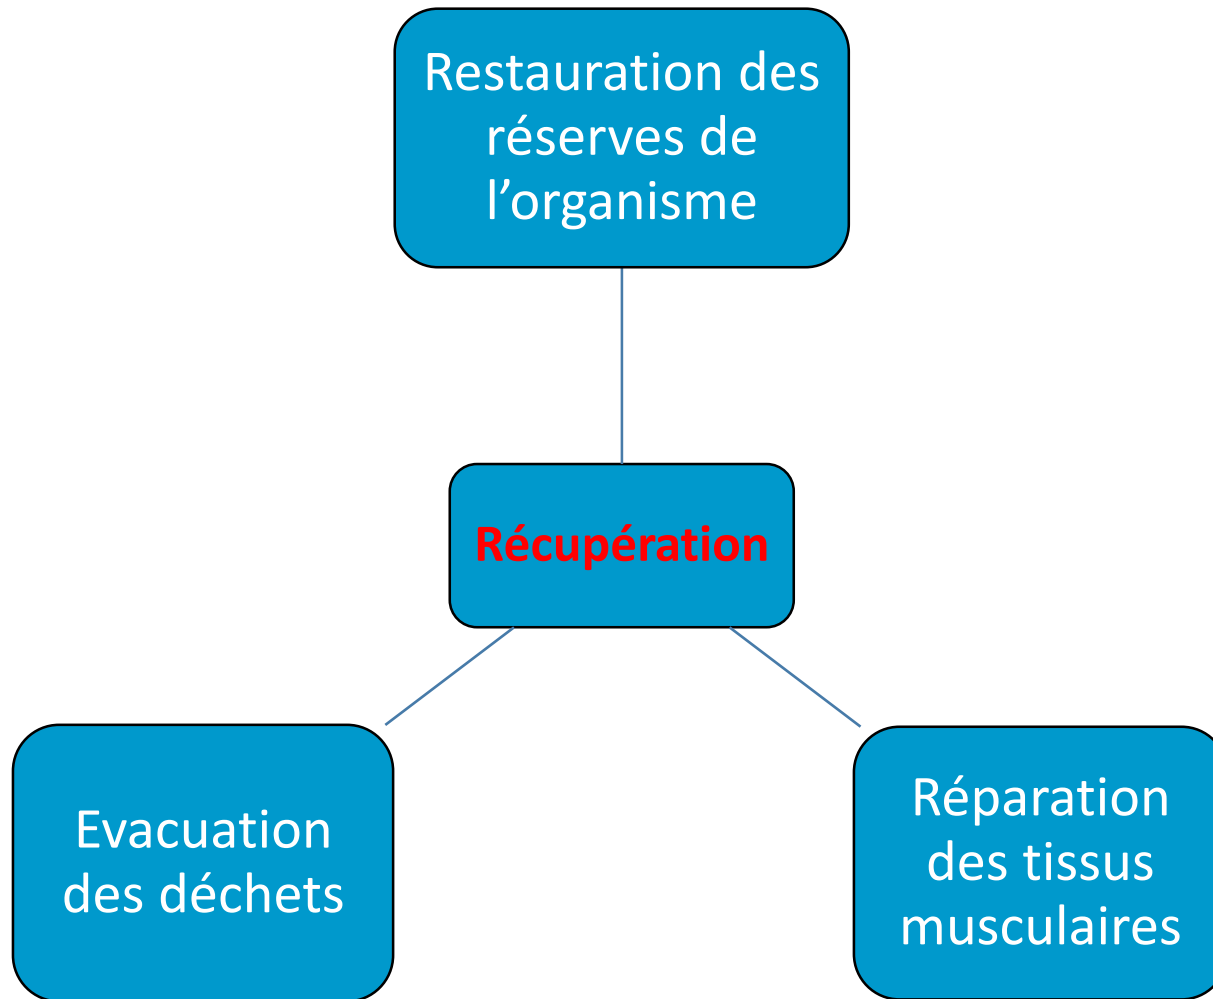 Restauration des
réserves de
l’organisme
Récupération
Evacuation
des déchets
Réparation
des tissus
musculaires